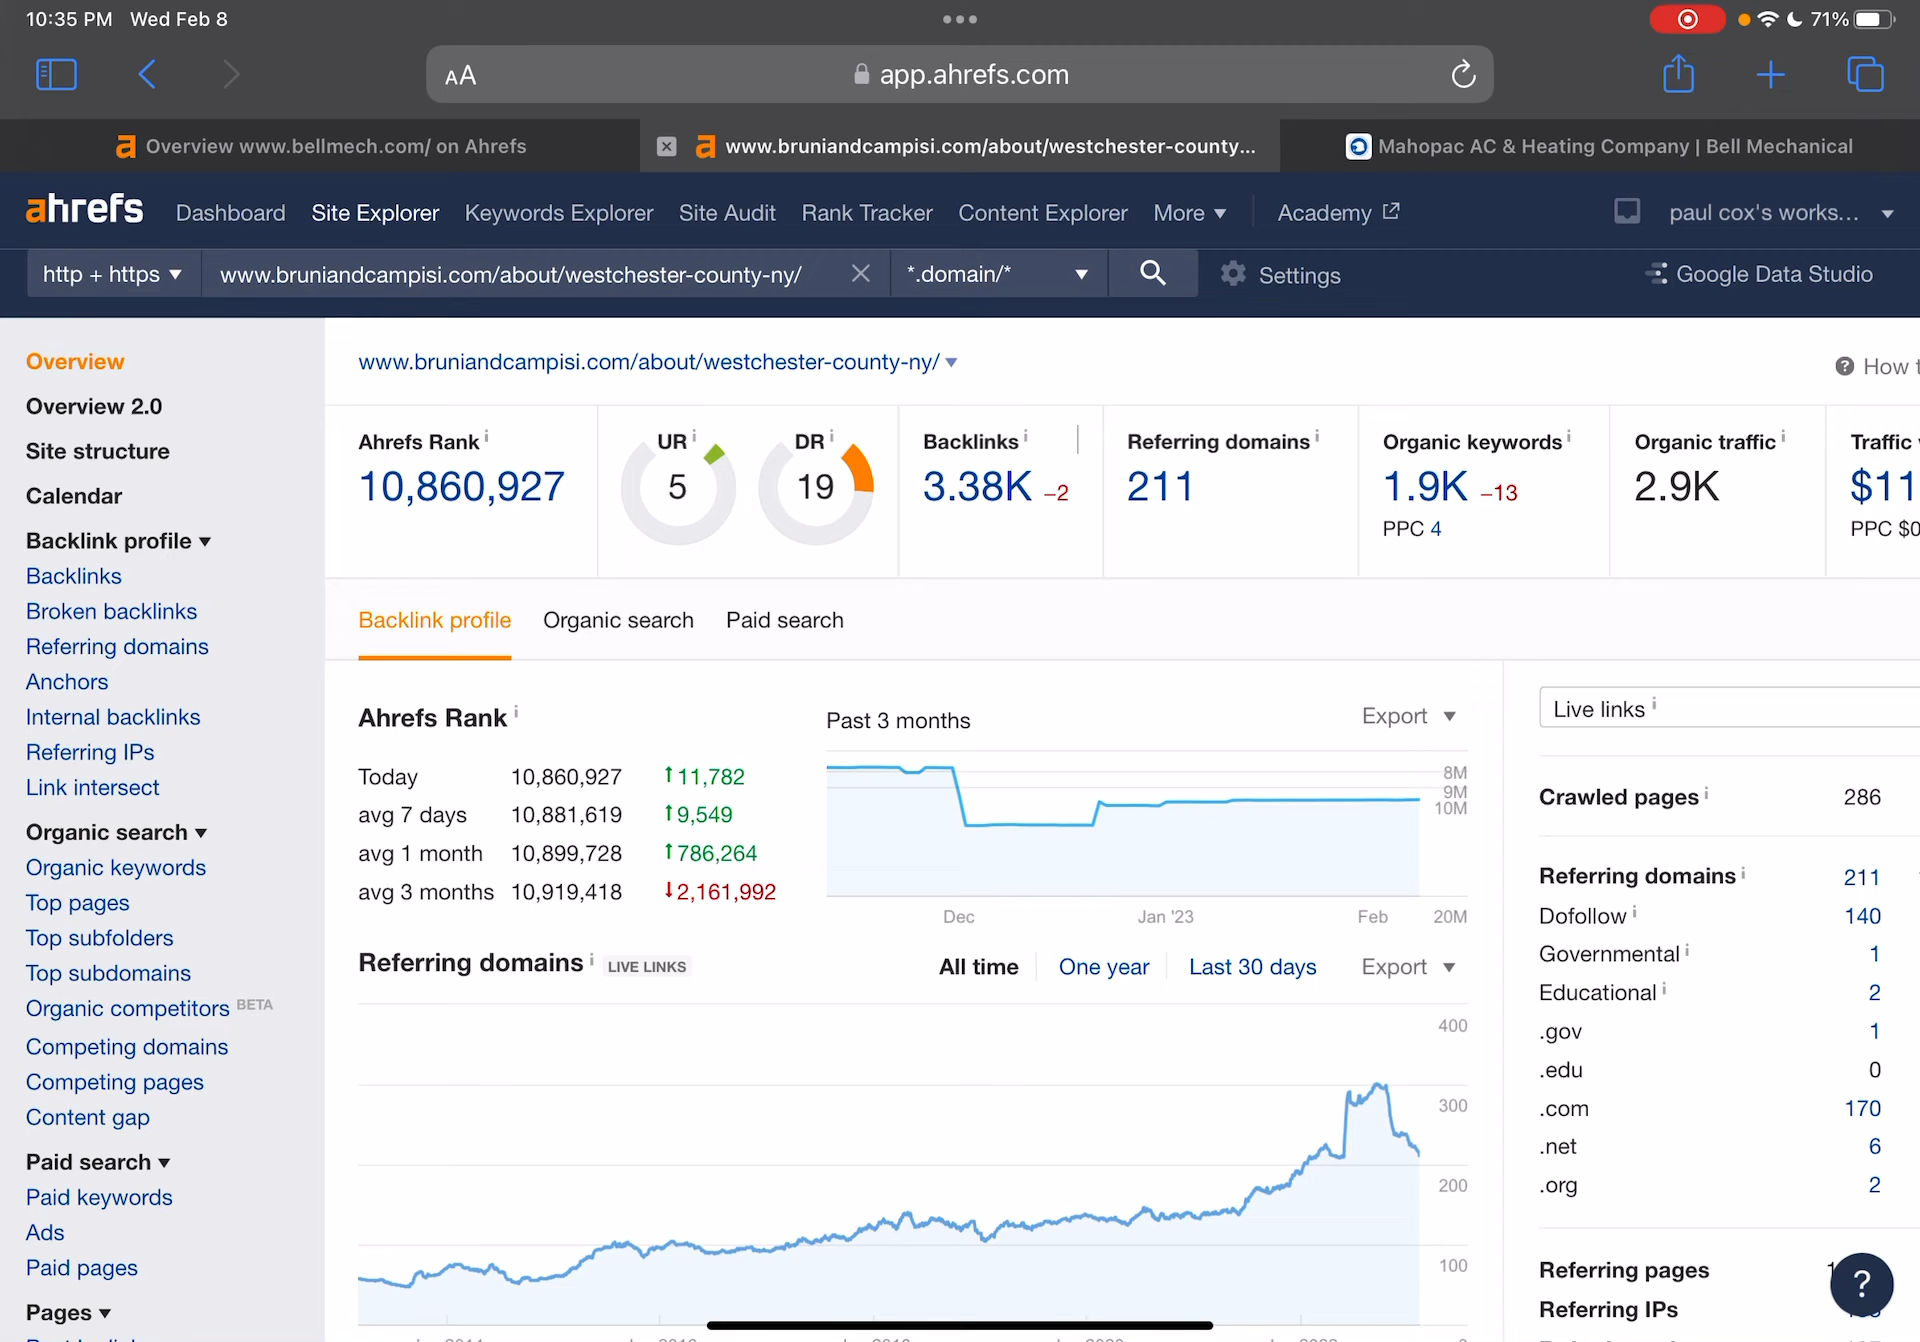 10:35 PM Wed Feb 8
71%
AA
app.ahrefs.com
Overview www.bellmech.com/ on Ahrefs
www.bruniandcampisi.com/about/westchester-county...
Mahopac AC & Heating Company | Bell Mechanical
ahrefs
Dashboard
Site Explorer
Keywords Explorer
Site Audit
Rank Tracker
Content Explorer
More
Academy
paul cox's works...
http + https
www.bruniandcampisi.com/about/westchester-county-ny/
*.domain/*
Settings
Google Data Studio
Overview
Overview 2.0
Site structure
Calendar
Backlink profile
Backlinks
Broken backlinks
Referring domains
Anchors
Internal backlinks
Referring IPs
Link intersect
Organic search
Organic keywords
Top pages
Top subfolders
Top subdomains
Organic competitors BETA
Competing domains
Competing pages
Content gap
Paid search
Paid keywords
Ads
Paid pages
Pages
www.bruniandcampisi.com/about/westchester-county-ny/
How t
Ahrefs Rank
10,860,927
UR
5
DR
19
Backlinks
3.38K –2
Referring domains
211
Organic keywords
1.9K –13
PPC 4
Organic traffic
2.9K
Traffic
$11
PPC $0
Backlink profile
Organic search
Paid search
Ahrefs Rank
Today 10,860,927 ↑11,782
avg 7 days 10,881,619 ↑9,549
avg 1 month 10,899,728 ↑786,264
avg 3 months 10,919,418 ↓2,161,992
Past 3 months
Export
8M
9M
10M
20M
Dec
Jan '23
Feb
Referring domains LIVE LINKS
All time
One year
Last 30 days
Export
400
300
200
100
Live links
Crawled pages 286
Referring domains 211
Dofollow 140
Governmental 1
Educational 2
.gov 1
.edu 0
.com 170
.net 6
.org 2
Referring pages
Referring IPs
?